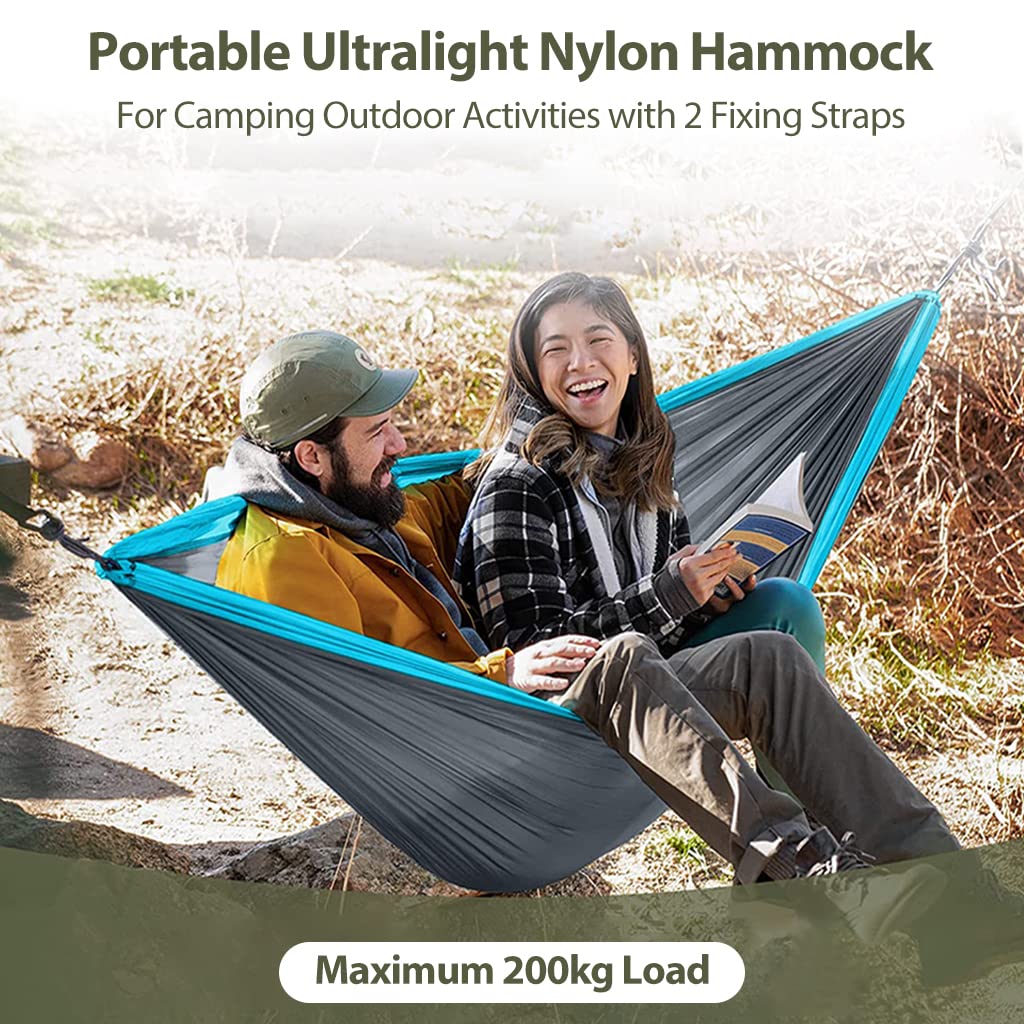 Portable Ultralight Nylon Hammock
For Camping Outdoor Activities with 2 Fixing Straps
Maximum 200kg Load